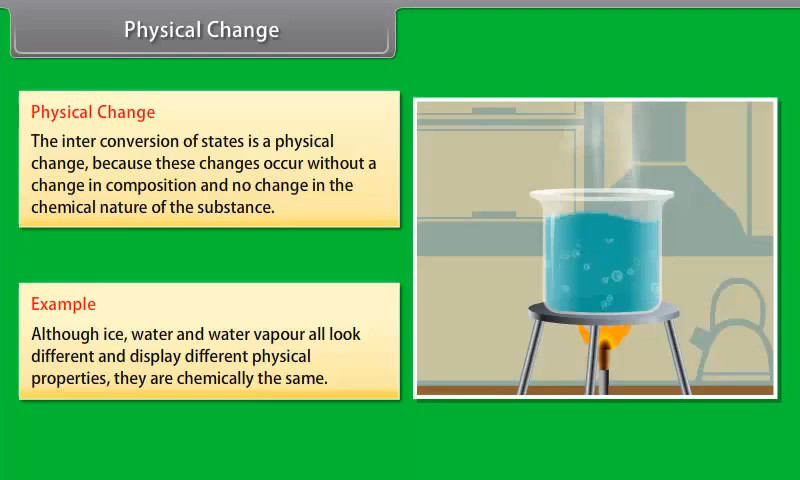 Physical Change
Physical Change
The inter conversion of states is a physical
change, because these changes occur without a
change in composition and no change in the
chemical nature of the substance.
Example
Although ice, water and water vapour all look
different and display different physical
properties, they are chemically the same.